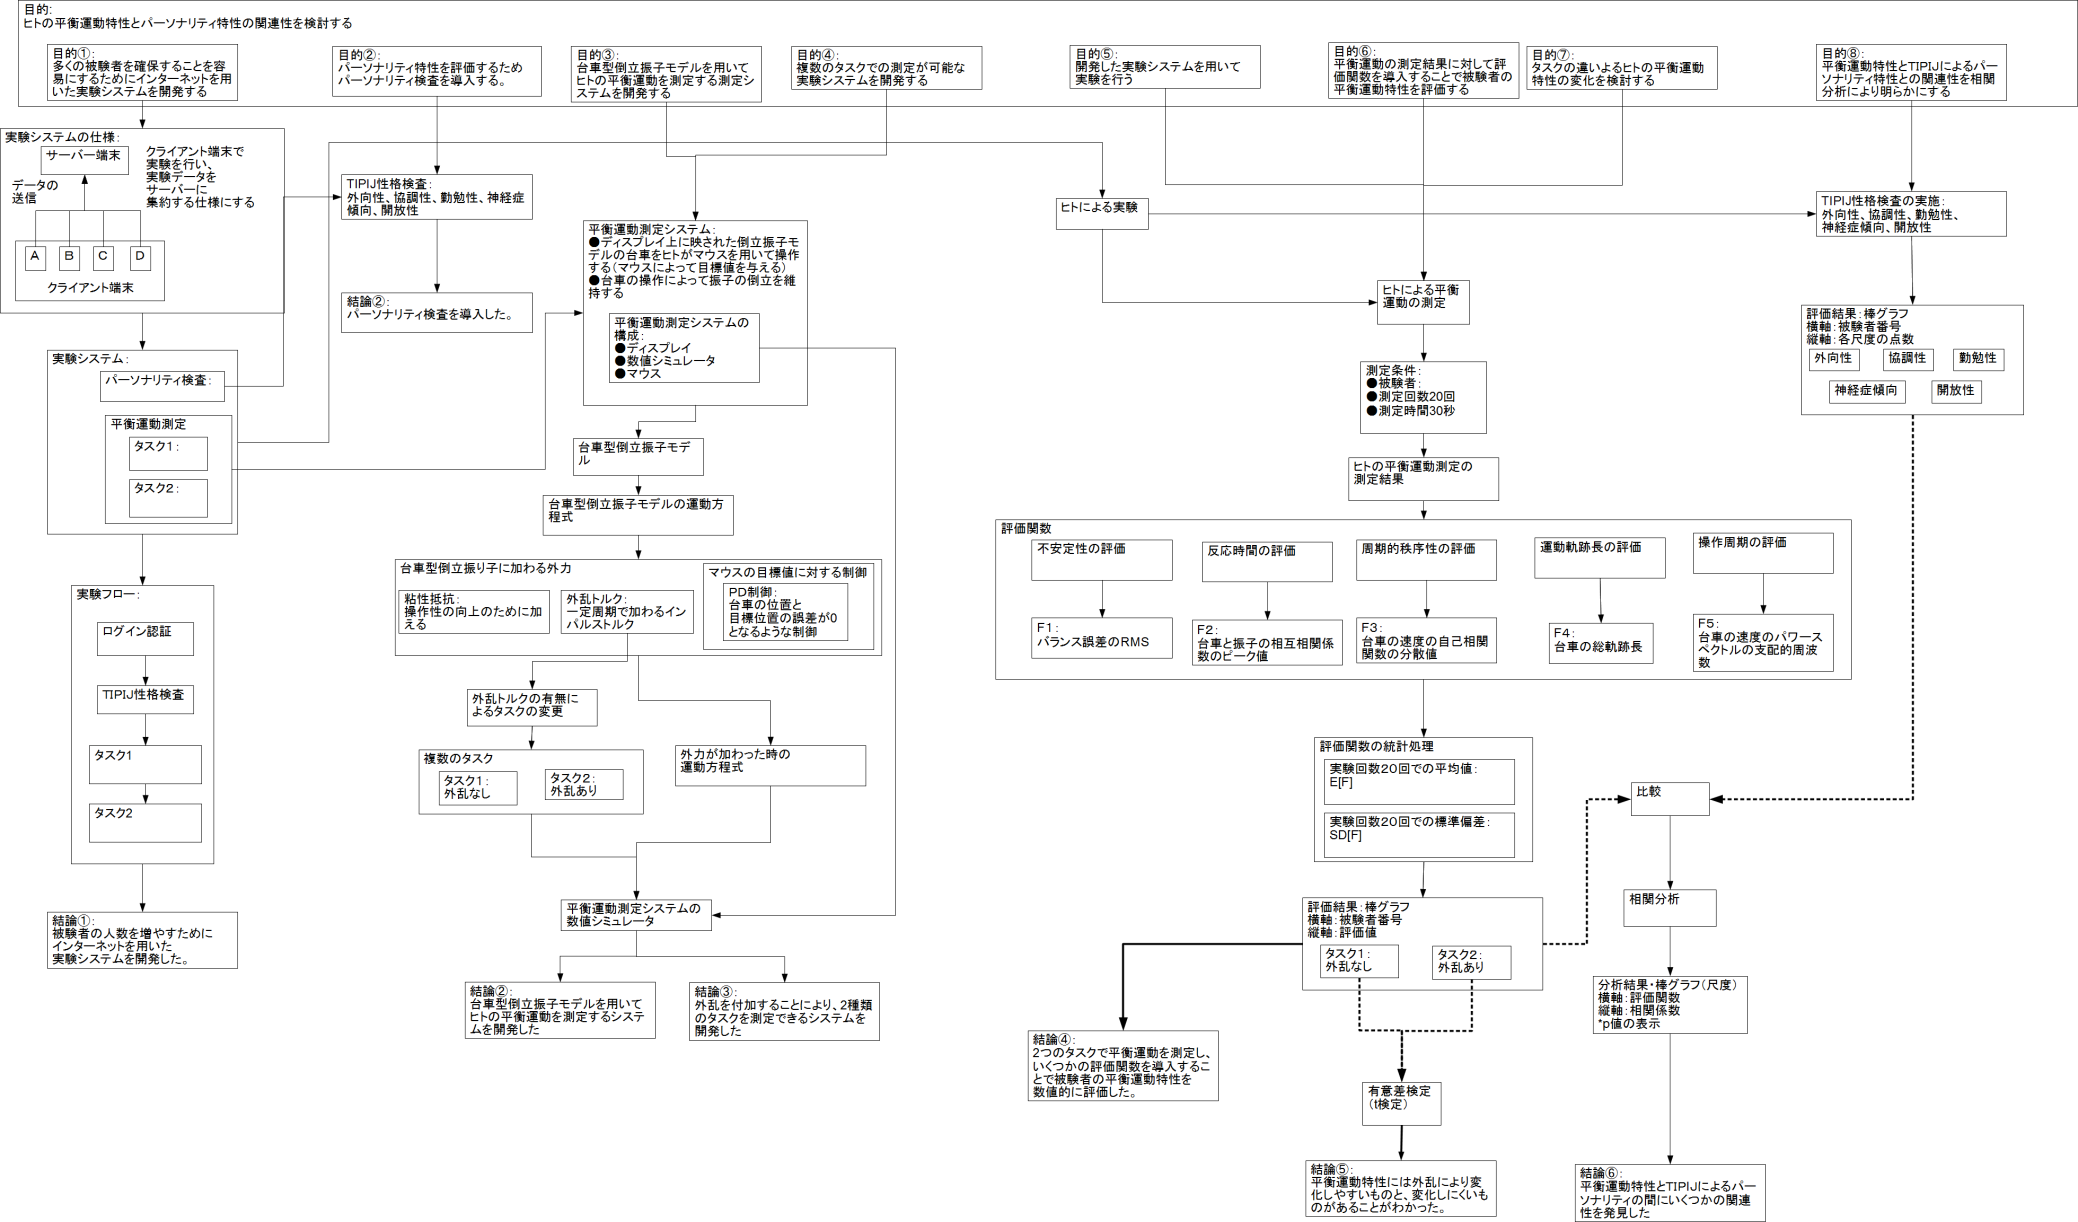 目的:
ヒトの平衡運動特性とパーソナリティ特性の関連性を検討する
目的①:
多くの被験者を確保することを容
易にするためにインターネットを用
いた実験システムを開発する
目的②:
パーソナリティ特性を評価するため
パーソナリティ検査を導入する。
目的③:
台車型倒立振子モデルを用いて
ヒトの平衡運動を測定する測定シ
ステムを開発する
目的④:
複数のタスクでの測定が可能な
実験システムを開発する
目的⑤:
開発した実験システムを用いて
実験を行う
目的⑥:
平衡運動の測定結果に対して評
価関数を導入することで被験者の
平衡運動特性を評価する
目的⑦:
タスクの違いよるヒトの平衡運動
特性の変化を検討する
目的⑧:
平衡運動特性とTIPIJによるパー
ソナリティ特性との関連性を相関
分析により明らかにする
実験システムの仕様:
サーバー端末
クライアント端末で
実験を行い、
実験データを
サーバーに
集約する仕様にする
データの
送信
A
B
C
D
クライアント端末
実験システム:
パーソナリティ検査:
平衡運動測定
タスク1:
タスク2:
実験フロー:
ログイン認証
TIPIJ性格検査
タスク1
タスク2
結論①:
被験者の人数を増やすために
インターネットを用いた
実験システムを開発した。
TIPIJ性格検査:
外向性、協調性、勤勉性、神経症
傾向、開放性
結論②:
パーソナリティ検査を導入した。
平衡運動測定システム:
●ディスプレイ上に映された倒立振子モ
デルの台車をヒトがマウスを用いて操作
する(マウスによって目標値を与える)
●台車の操作によって振子の倒立を維
持する
平衡運動測定システムの
構成:
●ディスプレイ
●数値シミュレータ
●マウス
台車型倒立振子モデ
ル
台車型倒立振子モデルの運動方
程式
台車型倒立振り子に加わる外力
粘性抵抗:
操作性の向上のために加
える
外乱トルク:
一定周期で加わるイン
パルストルク
マウスの目標値に対する制御
PD制御:
台車の位置と
目標位置の誤差が0
となるような制御
外乱トルクの有無に
よるタスクの変更
複数のタスク
タスク1:
外乱なし
タスク2:
外乱あり
外力が加わった時の
運動方程式
平衡運動測定システムの
数値シミュレータ
結論②:
台車型倒立振子モデルを用いて
ヒトの平衡運動を測定するシステ
ムを開発した
結論③:
外乱を付加することにより、2種類
のタスクを測定できるシステムを
開発した
ヒトによる実験
ヒトによる平衡
運動の測定
測定条件:
●被験者:
●測定回数20回
●測定時間30秒
ヒトの平衡運動測定の
測定結果
評価関数
不安定性の評価
反応時間の評価
周期的秩序性の評価
運動軌跡長の評価
操作周期の評価
F1:
バランス誤差のRMS
F2:
台車と振子の相互相関係
数のピーク値
F3:
台車の速度の自己相関
関数の分散値
F4:
台車の総軌跡長
F5:
台車の速度のパワース
ペクトルの支配的周波
数
評価関数の統計処理
実験回数20回での平均値:
E[F]
実験回数20回での標準偏差:
SD[F]
評価結果:棒グラフ
横軸:被験者番号
縦軸:評価値
タスク1:
外乱なし
タスク2:
外乱あり
結論④:
2つのタスクで平衡運動を測定し、
いくつかの評価関数を導入するこ
とで被験者の平衡運動特性を
数値的に評価した。
有意差検定
(t検定)
結論⑤:
平衡運動特性には外乱により変
化しやすいものと、変化しにくいも
のがあることがわかった。
TIPIJ性格検査の実施:
外向性、協調性、勤勉性、
神経症傾向、開放性
評価結果:棒グラフ
横軸:被験者番号
縦軸:各尺度の点数
外向性
協調性
勤勉性
神経症傾向
開放性
比較
相関分析
分析結果・棒グラフ(尺度)
横軸:評価関数
縦軸:相関係数
*p値の表示
結論⑥:
平衡運動特性とTIPIJによるパー
ソナリティの間にいくつかの関連
性を発見した